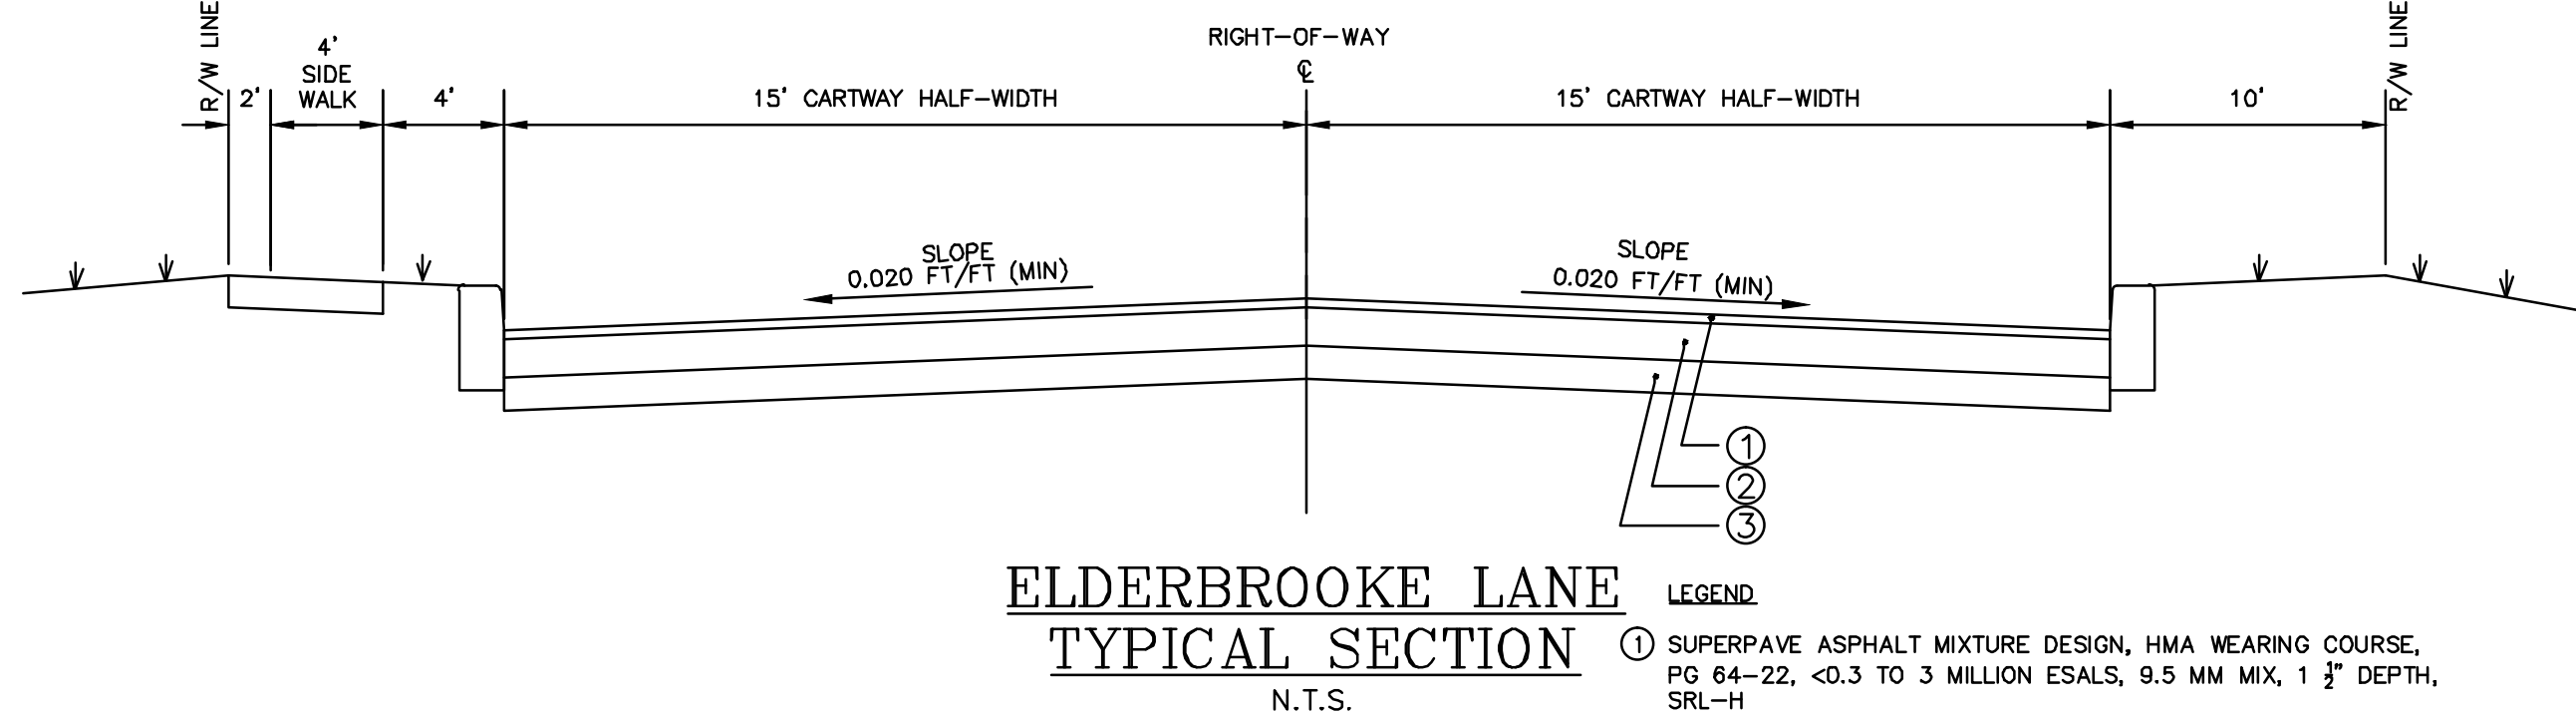 R/W LINE
2'
4'
SIDE
WALK
4'
RIGHT-OF-WAY
℄
15' CARTWAY HALF-WIDTH
15' CARTWAY HALF-WIDTH
10'
R/W LINE
SLOPE
0.020 FT/FT (MIN)
SLOPE
0.020 FT/FT (MIN)
1
2
3
ELDERBROOKE LANE
TYPICAL SECTION
N.T.S.
LEGEND
1 SUPERPAVE ASPHALT MIXTURE DESIGN, HMA WEARING COURSE,
PG 64-22, <0.3 TO 3 MILLION ESALS, 9.5 MM MIX, 1 1/2" DEPTH,
SRL-H